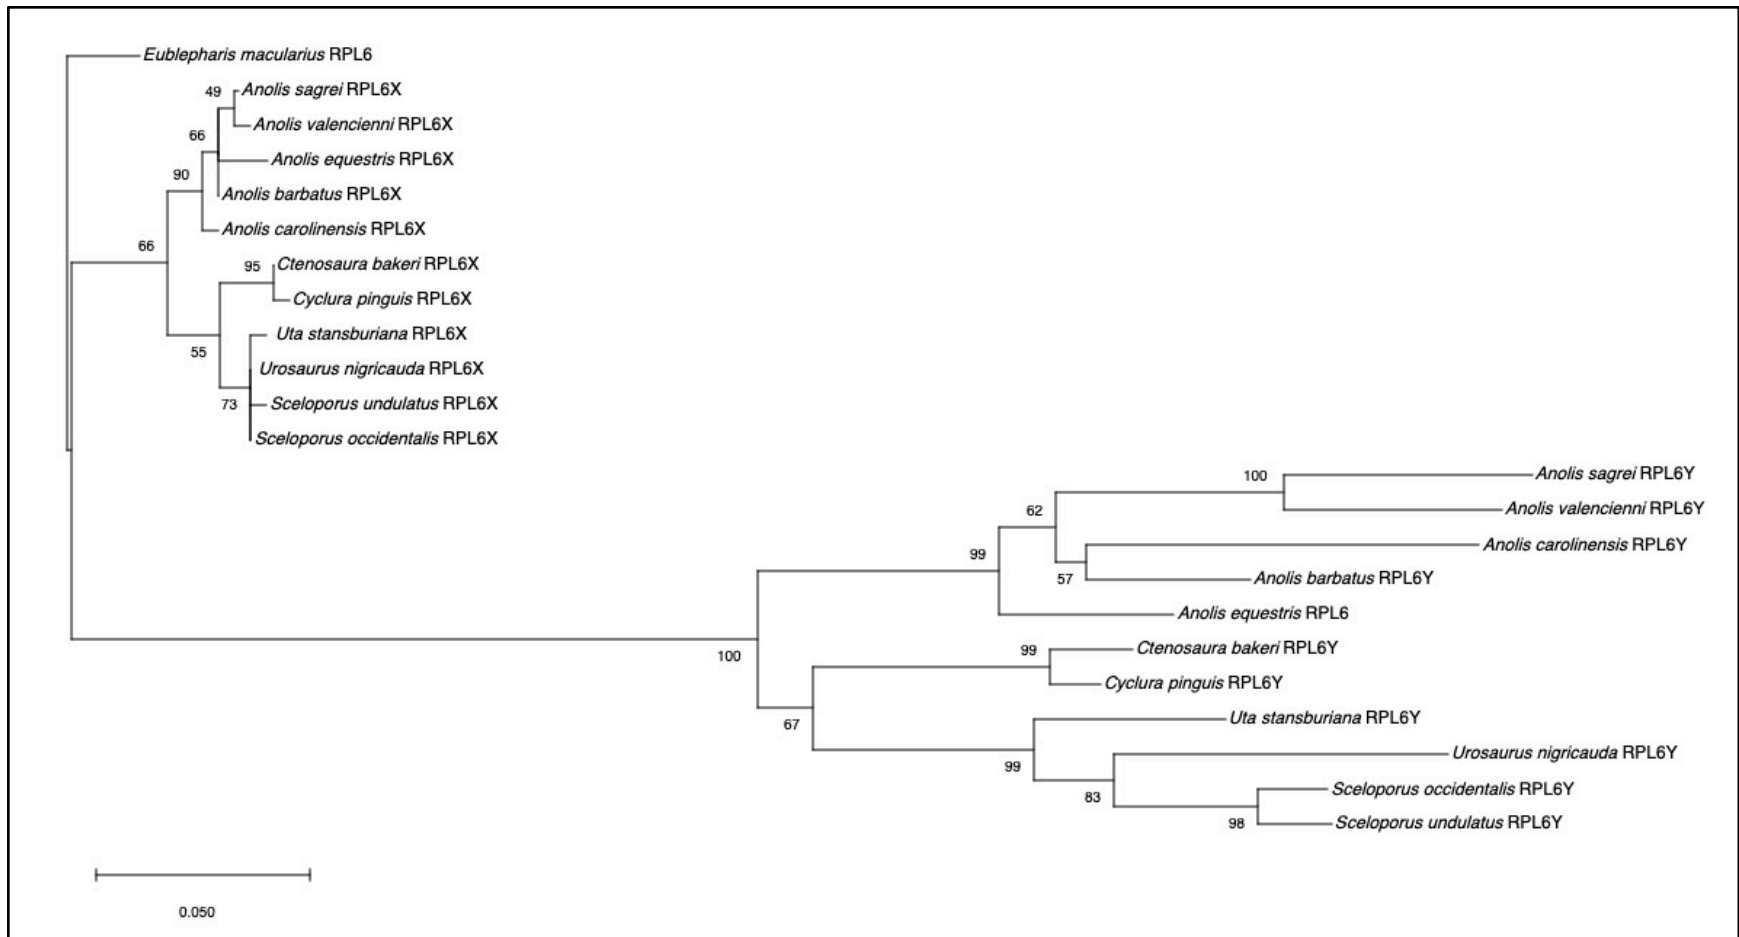 Eublepharis macularius RPL6
49
Anolis sagrei RPL6X
Anolis valencienni RPL6X
66
Anolis equestris RPL6X
90
Anolis barbatus RPL6X
Anolis carolinensis RPL6X
66
95
Ctenosaura bakeri RPL6X
Cyclura pinguis RPL6X
Uta stansburiana RPL6X
55
Urosaurus nigricauda RPL6X
73
Sceloporus undulatus RPL6X
Sceloporus occidentalis RPL6X
100
Anolis sagrei RPL6Y
62
Anolis valencienni RPL6Y
99
Anolis carolinensis RPL6Y
57
Anolis barbatus RPL6Y
Anolis equestris RPL6
100
99
Ctenosaura bakeri RPL6Y
Cyclura pinguis RPL6Y
67
Uta stansburiana RPL6Y
99
Urosaurus nigricauda RPL6Y
83
Sceloporus occidentalis RPL6Y
98
Sceloporus undulatus RPL6Y
0.050